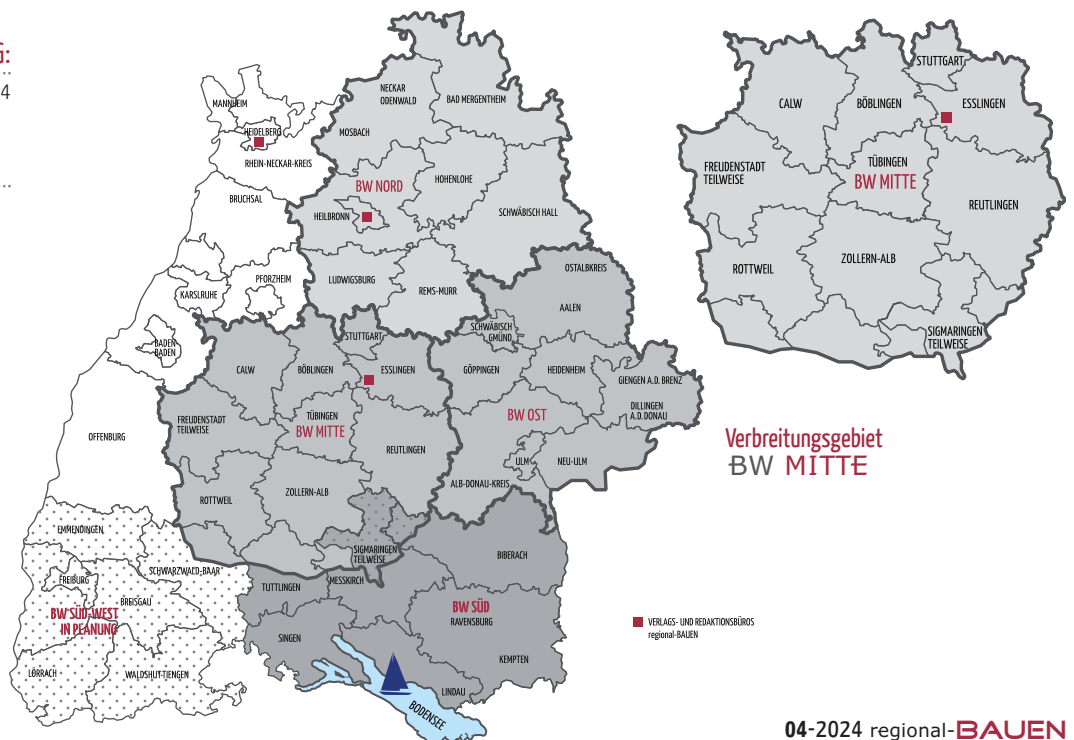 G:
4
MANNHEIM
HEIDELBERG
RHEIN-NECKAR-KREIS
BRUCHSAL
PFORZHEIM
KARLSRUHE
BADEN
BADEN
OFFENBURG
NECKAR
ODENWALD
BAD MERGENTHEIM
MOSBACH
BW NORD
HOHENLOHE
HEILBRONN
SCHWÄBISCH HALL
LUDWIGSBURG
REMS-MURR
OSTALBKREIS
AALEN
SCHWÄBISCH
GMÜND
GÖPPINGEN
HEIDENHEIM
GIENGEN A.D. BRENZ
DILLINGEN
A.D. DONAU
BW OST
ULM
NEU-ULM
ALB-DONAU-KREIS
STUTTGART
CALW
BÖBLINGEN
ESSLINGEN
FREUDENSTADT
TEILWEISE
TÜBINGEN
BW MITTE
REUTLINGEN
ROTTWEIL
ZOLLERN-ALB
SIGMARINGEN
TEILWEISE
EMMENDINGEN
SCHWARZWALD-BAAR
FREIBURG
BREISGAU
BW SÜD-WEST
IN PLANUNG
LÖRRACH
WALDSHUT-TIENGEN
TUTTLINGEN
MESSKIRCH
BIBERACH
BW SÜD
RAVENSBURG
SINGEN
KEMPTEN
LINDAU
BODENSEE
STUTTGART
CALW
BÖBLINGEN
ESSLINGEN
FREUDENSTADT
TEILWEISE
TÜBINGEN
BW MITTE
REUTLINGEN
ROTTWEIL
ZOLLERN-ALB
SIGMARINGEN
TEILWEISE
Verbreitungsgebiet
BW MITTE
VERLAGS- UND REDAKTIONSBÜROS
regional-BAUEN
04-2024 regional-BAUEN